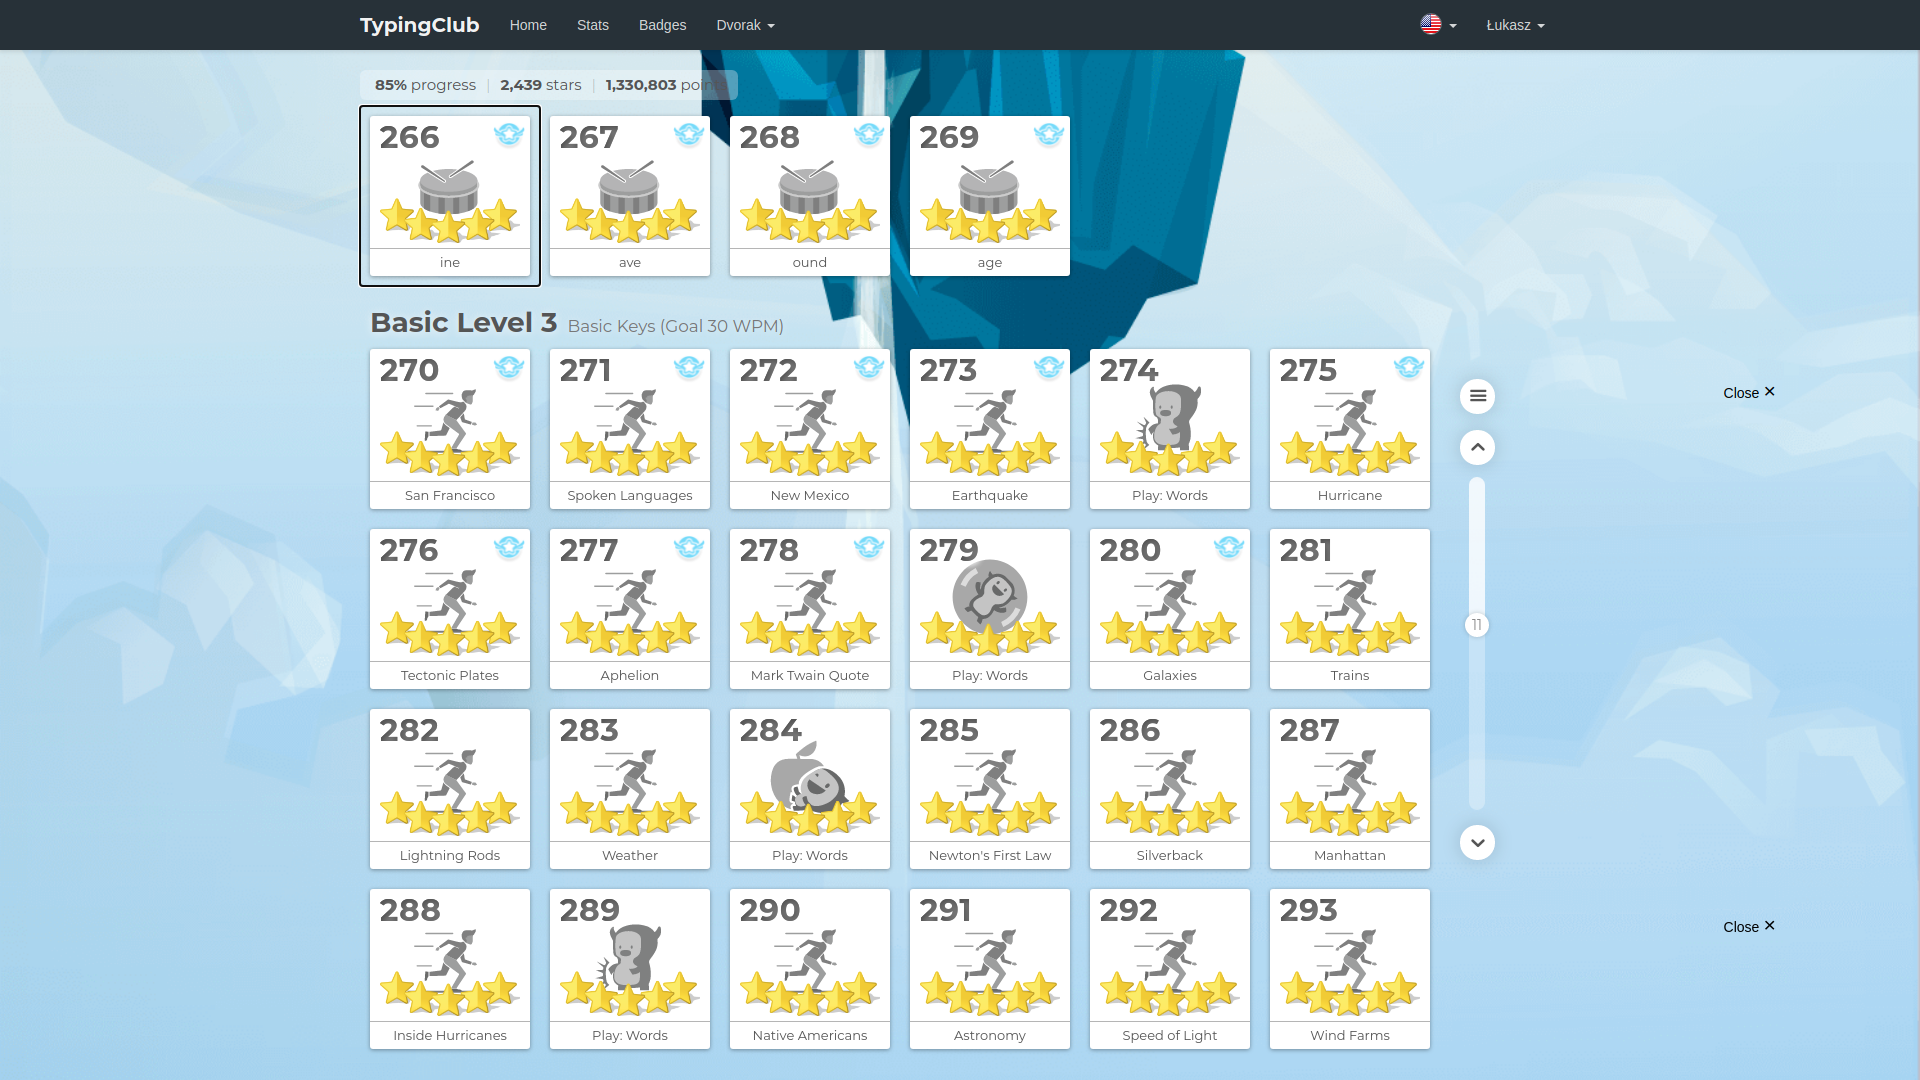 TypingClub Home Stats Badges Dvorak Łukasz
85% progress | 2,439 stars | 1,330,803 point
266 267 268 269
ine ave ound age
Basic Level 3 Basic Keys (Goal 30 WPM)
270 271 272 273 274 275
San Francisco Spoken Languages New Mexico Earthquake Play: Words Hurricane
Close ✕
276 277 278 279 280 281
11
Tectonic Plates Aphelion Mark Twain Quote Play: Words Galaxies Trains
282 283 284 285 286 287
Lightning Rods Weather Play: Words Newton's First Law Silverback Manhattan
288 289 290 291 292 293
Close ✕
Inside Hurricanes Play: Words Native Americans Astronomy Speed of Light Wind Farms